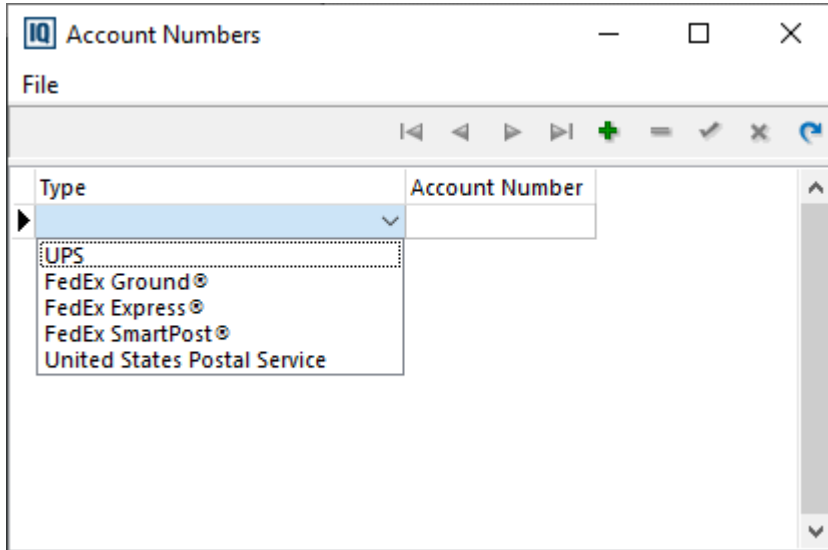 IQ Account Numbers
File
Type Account Number
UPS
FedEx Ground®
FedEx Express®
FedEx SmartPost®
United States Postal Service